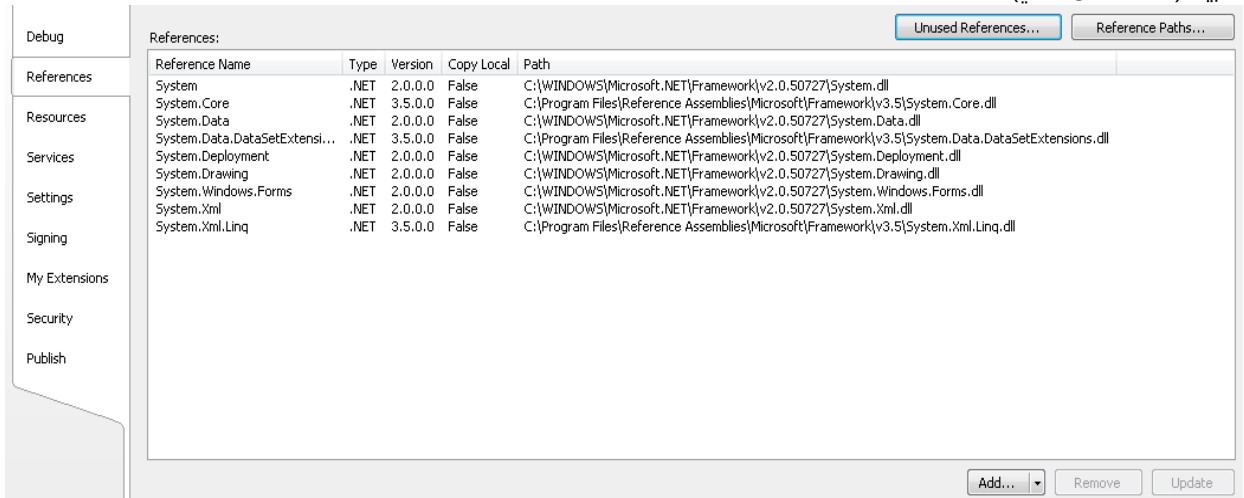 Unused References...
Reference Paths...
Debug
References:
References
Resources
Services
Settings
Signing
My Extensions
Security
Publish
Reference Name Type Version Copy Local Path
System .NET 2.0.0.0 False C:\WINDOWS\Microsoft.NET\Framework\v2.0.50727\System.dll
System.Core .NET 3.5.0.0 False C:\Program Files\Reference Assemblies\Microsoft\Framework\v3.5\System.Core.dll
System.Data .NET 2.0.0.0 False C:\WINDOWS\Microsoft.NET\Framework\v2.0.50727\System.Data.dll
System.Data.DataSetExtensi... .NET 3.5.0.0 False C:\Program Files\Reference Assemblies\Microsoft\Framework\v3.5\System.Data.DataSetExtensions.dll
System.Deployment .NET 2.0.0.0 False C:\WINDOWS\Microsoft.NET\Framework\v2.0.50727\System.Deployment.dll
System.Drawing .NET 2.0.0.0 False C:\WINDOWS\Microsoft.NET\Framework\v2.0.50727\System.Drawing.dll
System.Windows.Forms .NET 2.0.0.0 False C:\WINDOWS\Microsoft.NET\Framework\v2.0.50727\System.Windows.Forms.dll
System.Xml .NET 2.0.0.0 False C:\WINDOWS\Microsoft.NET\Framework\v2.0.50727\System.Xml.dll
System.Xml.Linq .NET 3.5.0.0 False C:\Program Files\Reference Assemblies\Microsoft\Framework\v3.5\System.Xml.Linq.dll
Add...
Remove
Update